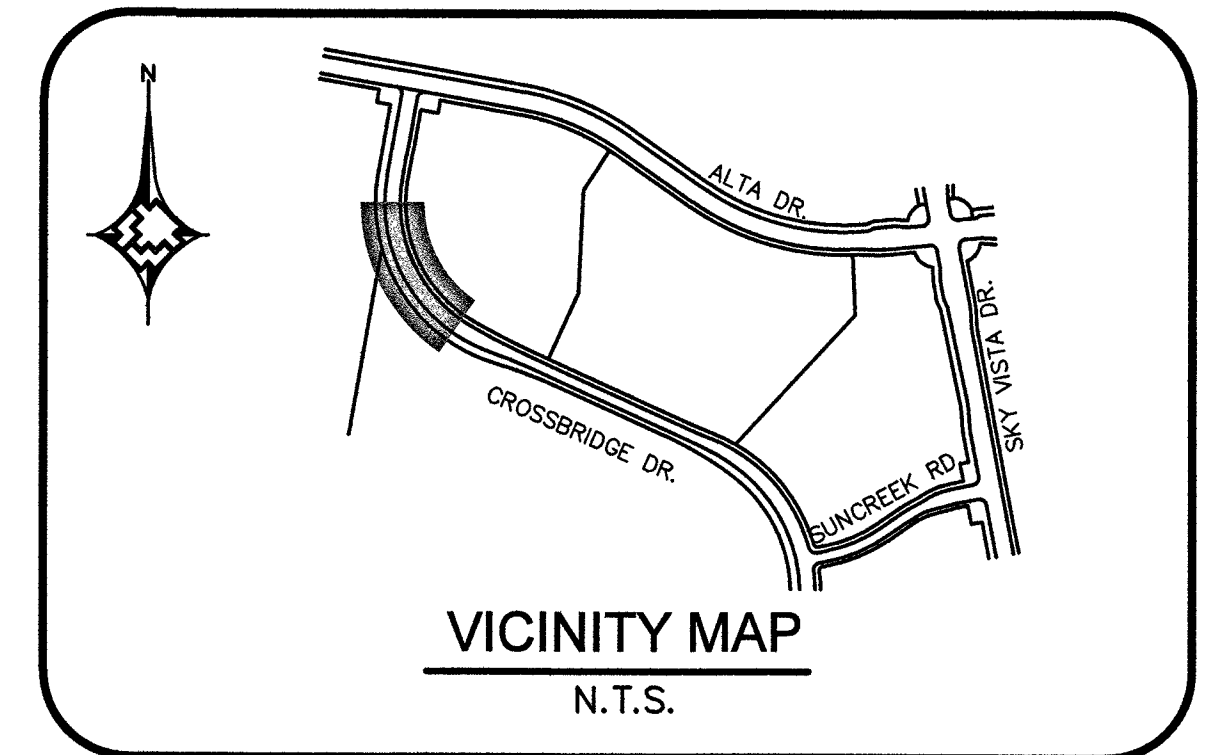 N
ALTA DR.
SKY VISTA DR.
CROSSBRIDGE DR.
SUNCREEK RD
VICINITY MAP
N.T.S.